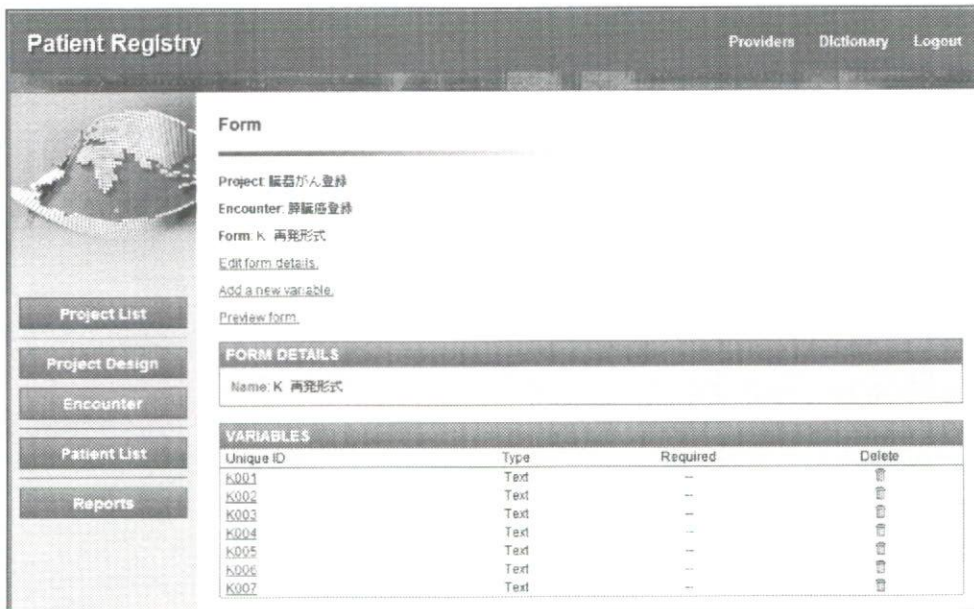 Patient Registry
Providers Dictionary Logout
Form
Project: 臓器がん登録
Encounter: 膵臓癌登録
Form: K 再発形式
Edit form details.
Add a new variable.
Preview form.
Project List
Project Design
Encounter
Patient List
Reports
FORM DETAILS
Name: K 再発形式
VARIABLES
Unique ID Type Required Delete
K001 Text --
K002 Text --
K003 Text --
K004 Text --
K005 Text --
K006 Text --
K007 Text --